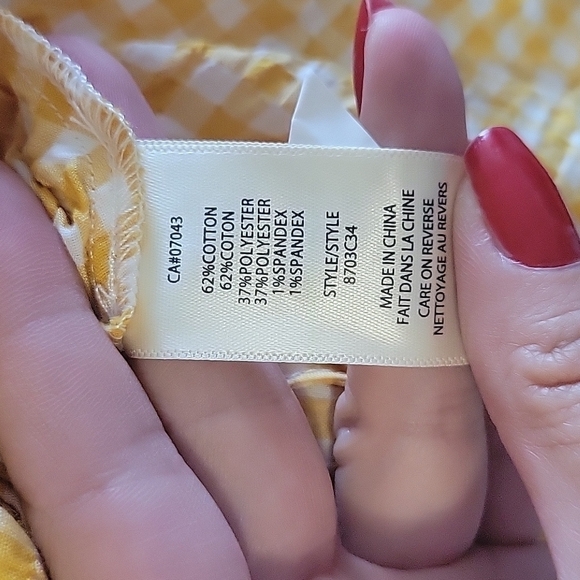 CA#07043
62%COTTON
62%COTON
37%POLYESTER
37%POLYESTER
1%SPANDEX
1%SPANDEX
STYLE/STYLE
8703C34
MADE IN CHINA
FAIT DANS LA CHINE
CARE ON REVERSE
NETTOYAGE AU REVERS